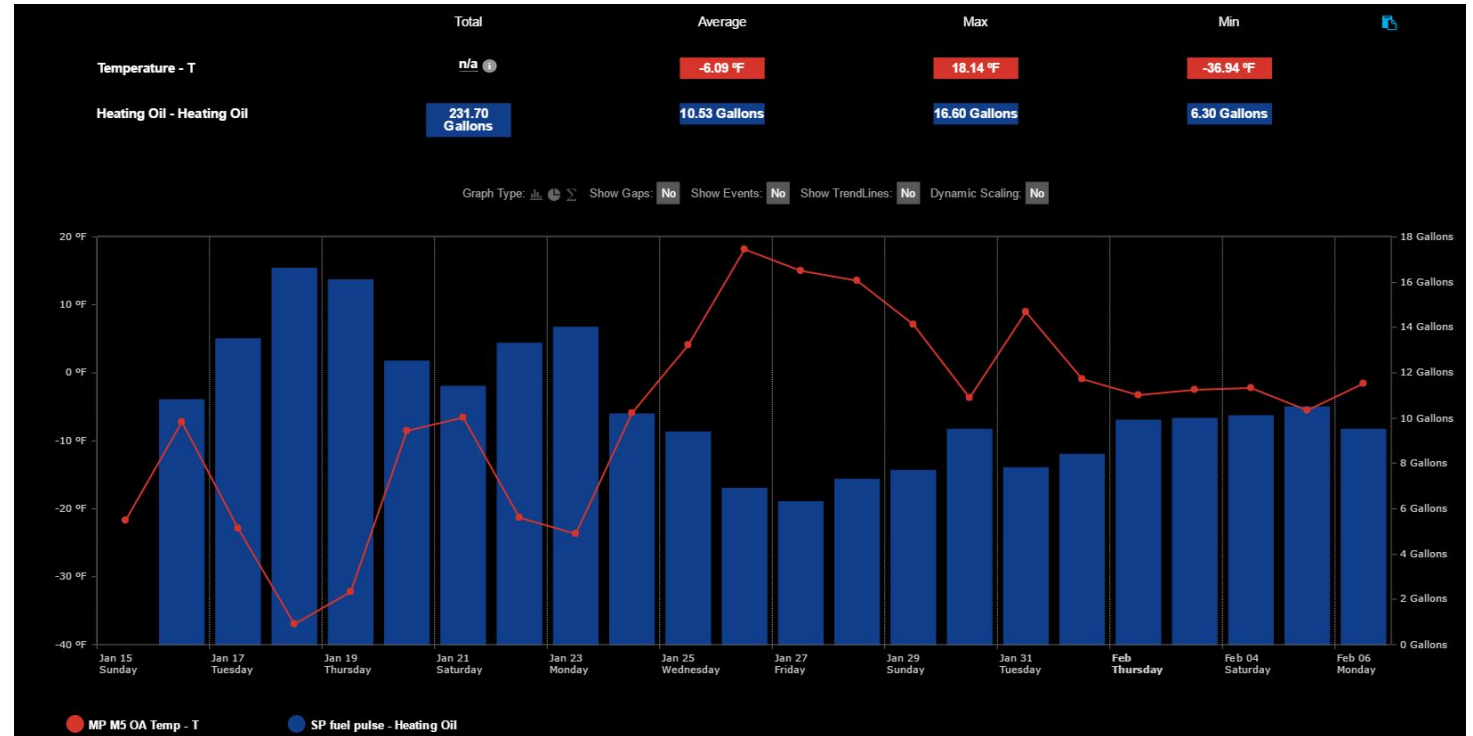 Total Average Max Min
Temperature - T n/a i -6.09 ºF 18.14 ºF -36.94 ºF
Heating Oil - Heating Oil 231.70 Gallons 10.53 Gallons 16.60 Gallons 6.30 Gallons
Graph Type: Show Gaps: No Show Events: No Show TrendLines: No Dynamic Scaling: No
20 ºF
10 ºF
0 ºF
-10 ºF
-20 ºF
-30 ºF
-40 ºF
18 Gallons
16 Gallons
14 Gallons
12 Gallons
10 Gallons
8 Gallons
6 Gallons
4 Gallons
2 Gallons
0 Gallons
Jan 15 Jan 17 Jan 19 Jan 21 Jan 23 Jan 25 Jan 27 Jan 29 Jan 31 Feb Feb 04 Feb 06
Sunday Tuesday Thursday Saturday Monday Wednesday Friday Sunday Tuesday Thursday Saturday Monday
MP M5 OA Temp - T SP fuel pulse - Heating Oil